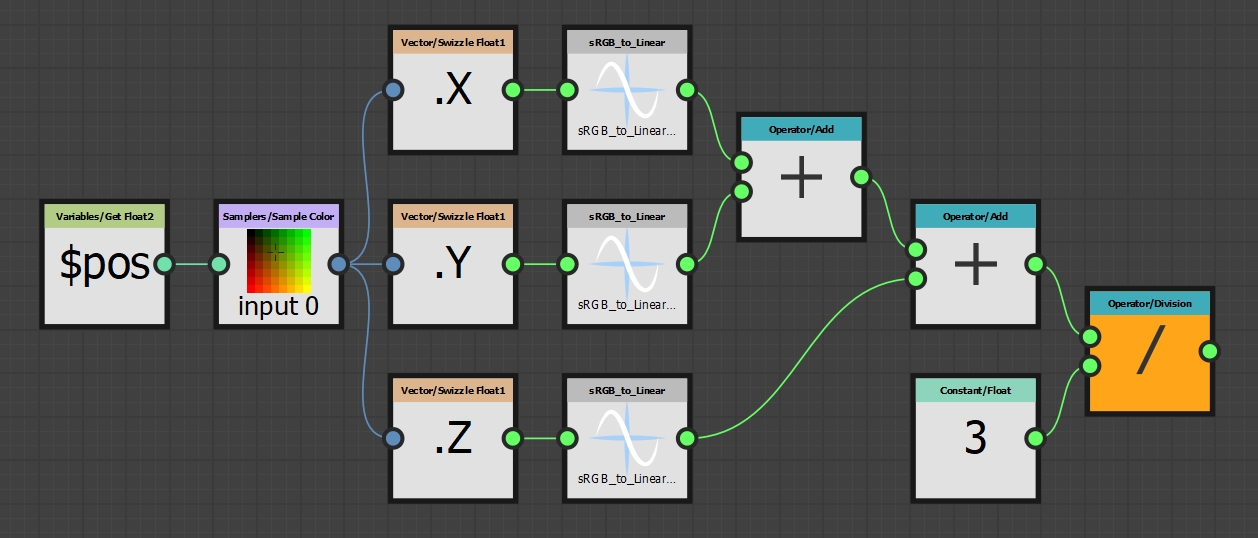 Vector/Swizzle Float1
.X
sRGB_to_Linear
sRGB_to_Linear...
Operator/Add
+
Variables/Get Float2
$pos
Samplers/Sample Color
input 0
Vector/Swizzle Float1
.Y
sRGB_to_Linear
sRGB_to_Linear...
Operator/Add
+
Operator/Division
/
Vector/Swizzle Float1
.Z
sRGB_to_Linear
sRGB_to_Linear...
Constant/Float
3